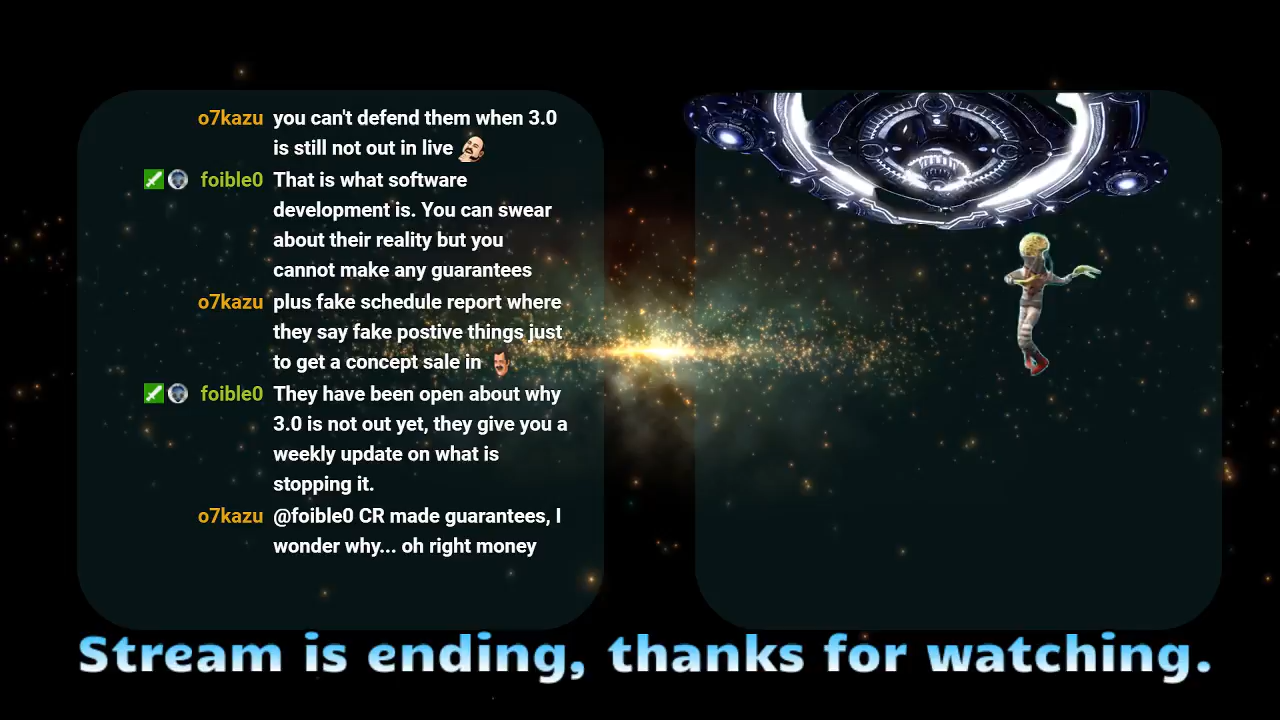 o7kazu you can't defend them when 3.0
is still not out in live
foible0 That is what software
development is. You can swear
about their reality but you
cannot make any guarantees
o7kazu plus fake schedule report where
they say fake postive things just
to get a concept sale in
foible0 They have been open about why
3.0 is not out yet, they give you a
weekly update on what is
stopping it.
o7kazu @foible0 CR made guarantees, I
wonder why... oh right money
Stream is ending, thanks for watching.